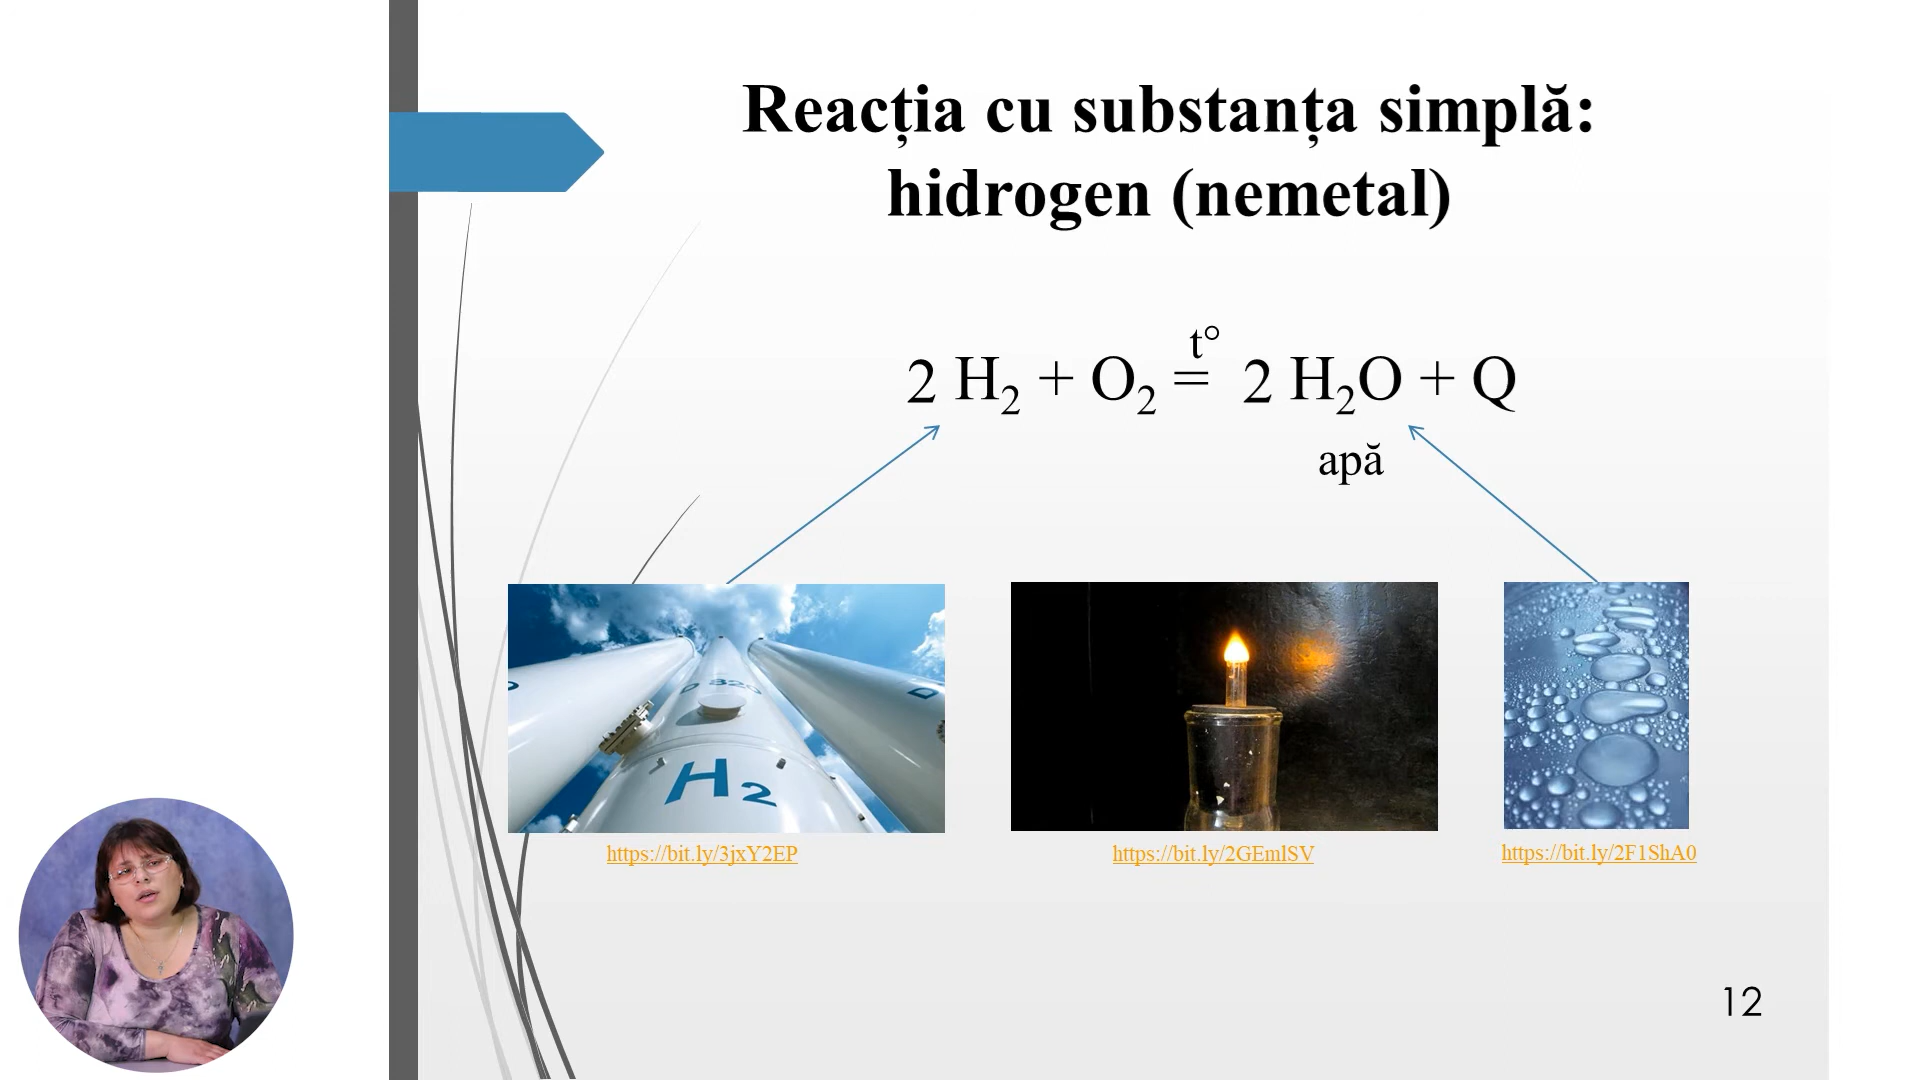 Reacția cu substanța simplă:
hidrogen (nemetal)
t°
2 H₂ + O₂ = 2 H₂O + Q
apă
D 820
D
H₂
https://bit.ly/3jxY2EP
https://bit.ly/2GEmlSV
https://bit.ly/2F1ShA0
12